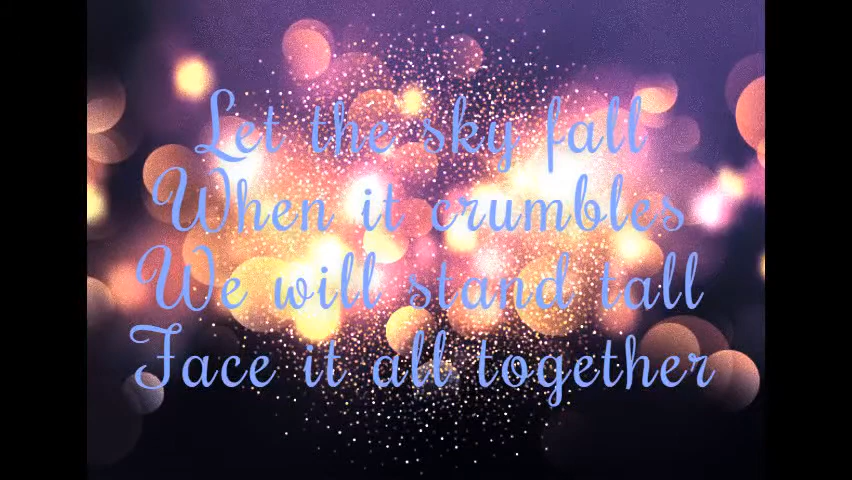 Let the sky fall
When it crumbles
We will stand tall
Face it all together